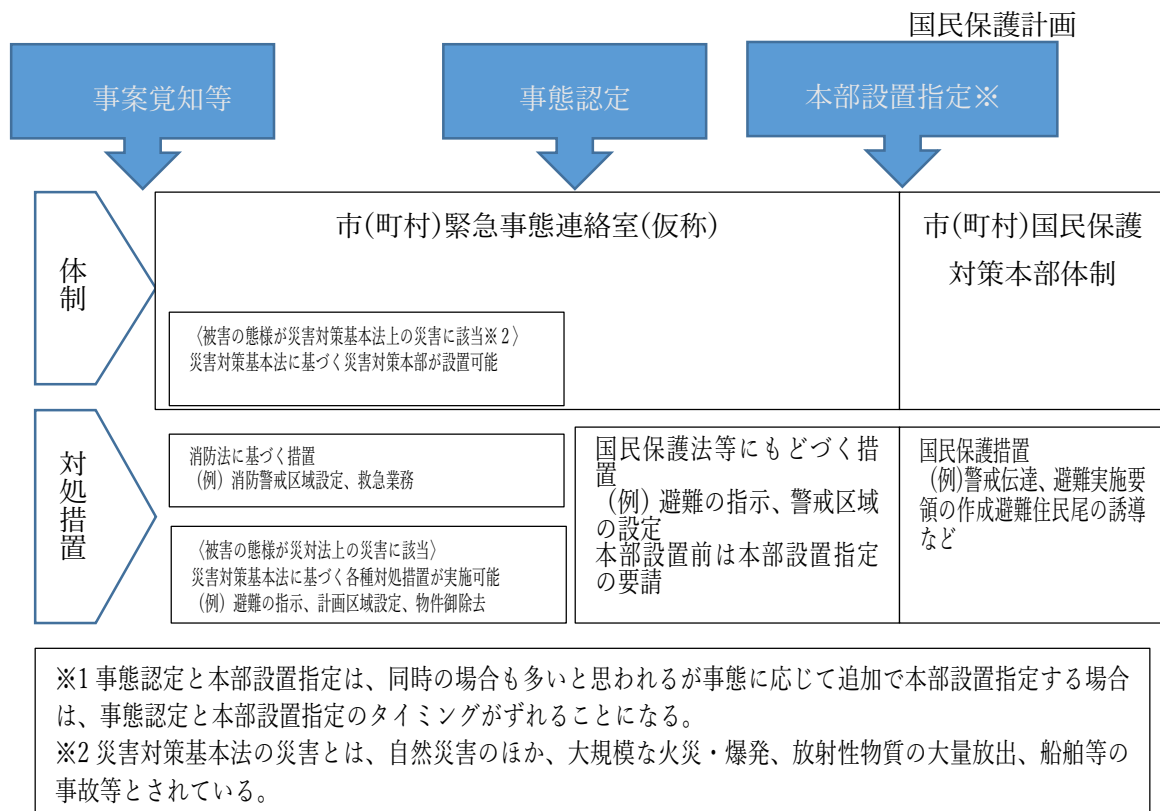 国民保護計画
事案覚知等
事態認定
本部設置指定※
体制
市(町村)緊急事態連絡室(仮称)
〈被害の態様が災害対策基本法上の災害に該当※2〉
災害対策基本法に基づく災害対策本部が設置可能
市(町村)国民保護
対策本部体制
対処措置
消防法に基づく措置
(例) 消防警戒区域設定、救急業務
〈被害の態様が災対法上の災害に該当〉
災害対策基本法に基づく各種対処措置が実施可能
(例) 避難の指示、計画区域設定、物件御除去
国民保護法等にもどづく措
置
(例) 避難の指示、警戒区域
の設定
本部設置前は本部設置指定
の要請
国民保護措置
(例)警戒伝達、避難実施要
領の作成避難住民尾の誘導
など
※1 事態認定と本部設置指定は、同時の場合も多いと思われるが事態に応じて追加で本部設置指定する場合
は、事態認定と本部設置指定のタイミングがずれることになる。
※2 災害対策基本法の災害とは、自然災害のほか、大規模な火災・爆発、放射性物質の大量放出、船舶等の
事故等とされている。